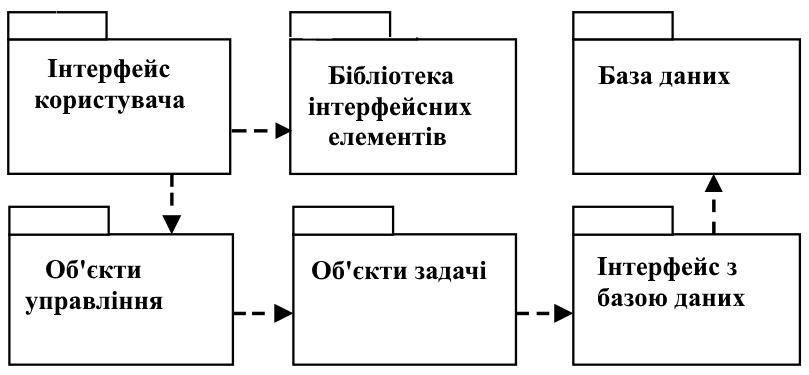 Інтерфейс
користувача
Бібліотека
інтерфейсних
елементів
База даних
Об'єкти
управління
Об'єкти задачі
Інтерфейс з
базою даних